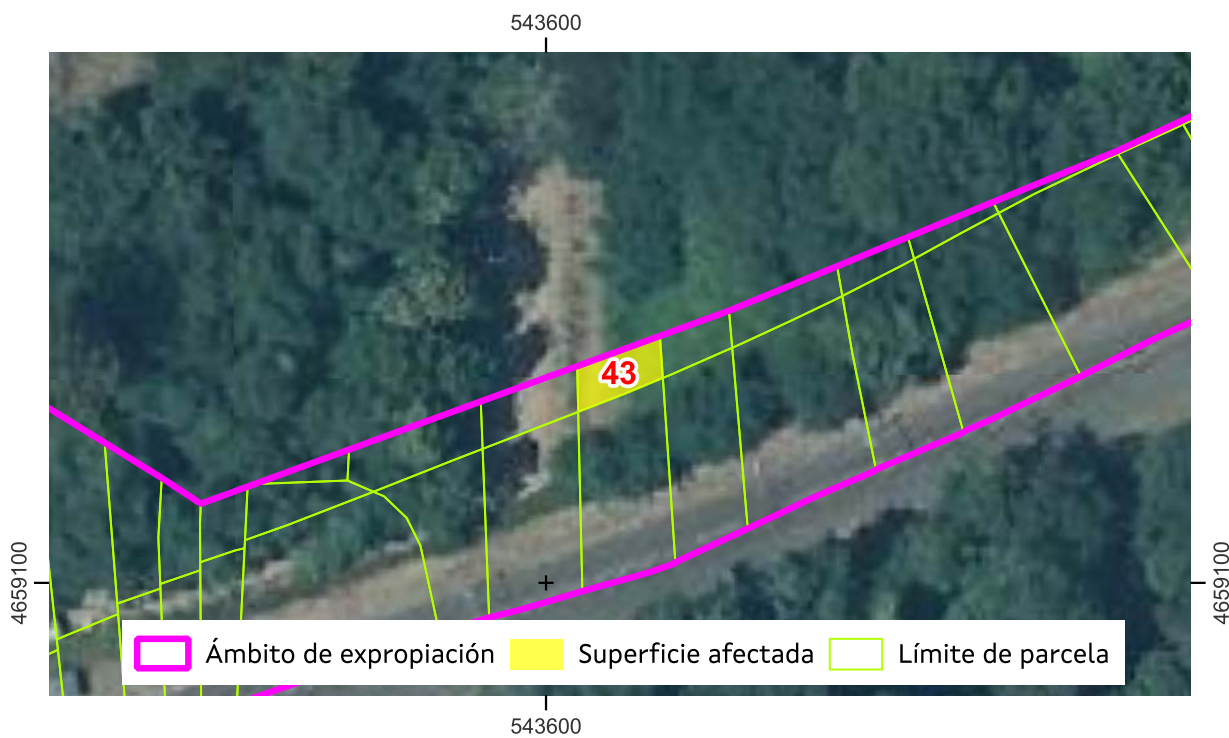 543600
43
4659100
4659100
Ámbito de expropiación
Superficie afectada
Límite de parcela
543600